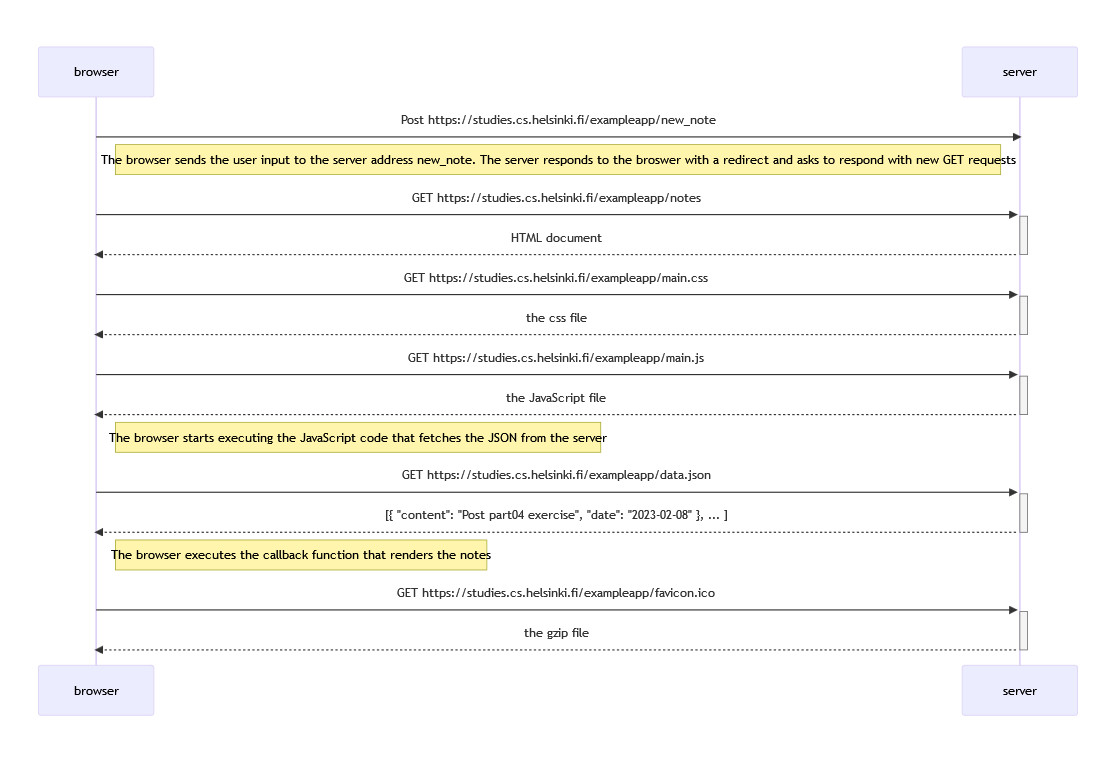 browser
server
Post https://studies.cs.helsinki.fi/exampleapp/new_note
The browser sends the user input to the server address new_note. The server responds to the broswer with a redirect and asks to respond with new GET requests
GET https://studies.cs.helsinki.fi/exampleapp/notes
HTML document
GET https://studies.cs.helsinki.fi/exampleapp/main.css
the css file
GET https://studies.cs.helsinki.fi/exampleapp/main.js
the JavaScript file
The browser starts executing the JavaScript code that fetches the JSON from the server
GET https://studies.cs.helsinki.fi/exampleapp/data.json
[{ "content": "Post part04 exercise", "date": "2023-02-08" }, ... ]
The browser executes the callback function that renders the notes
GET https://studies.cs.helsinki.fi/exampleapp/favicon.ico
the gzip file
browser
server